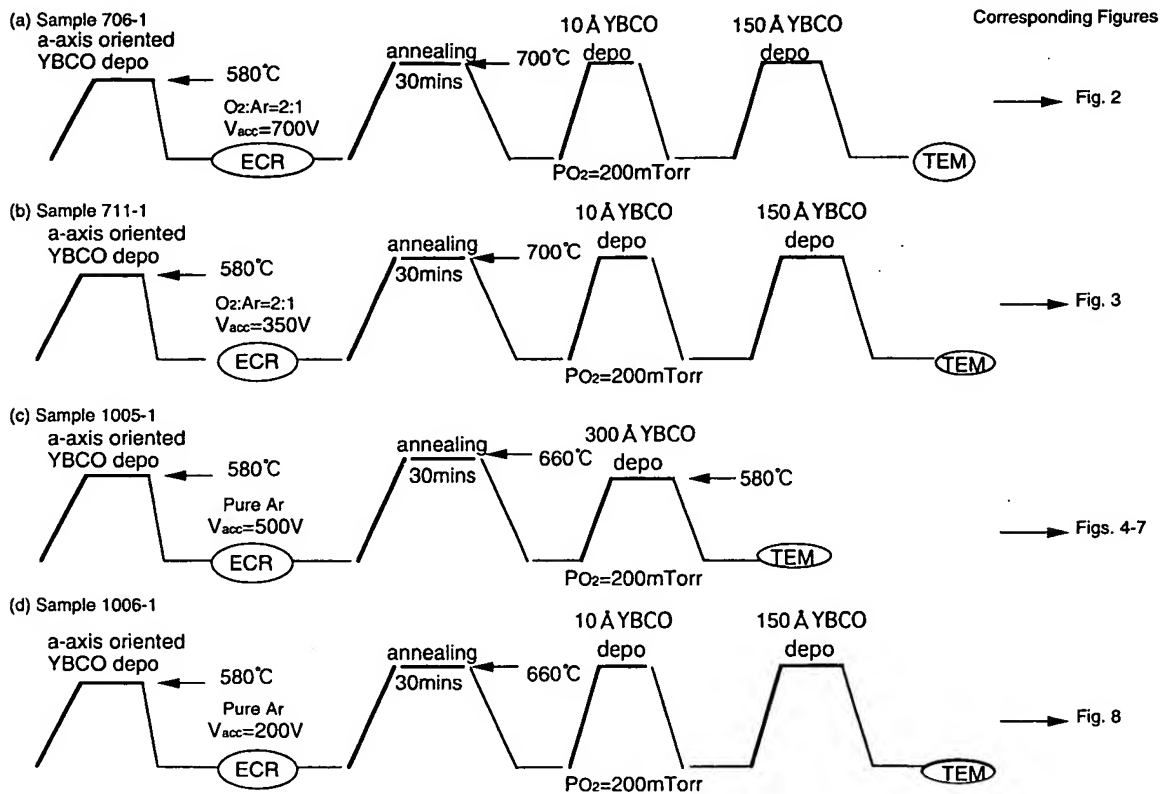 (a) Sample 706-1
a-axis oriented
YBCO depo
580℃
O2:Ar=2:1
Vacc=700V
ECR
annealing
30mins
700℃
10 Å YBCO
depo
PO2=200mTorr
150 Å YBCO
depo
TEM
Corresponding Figures
Fig. 2
(b) Sample 711-1
a-axis oriented
YBCO depo
580℃
O2:Ar=2:1
Vacc=350V
ECR
annealing
30mins
700℃
10 Å YBCO
depo
PO2=200mTorr
150 Å YBCO
depo
TEM
Fig. 3
(c) Sample 1005-1
a-axis oriented
YBCO depo
580℃
Pure Ar
Vacc=500V
ECR
annealing
30mins
660℃
300 Å YBCO
depo
580℃
PO2=200mTorr
TEM
Figs. 4-7
(d) Sample 1006-1
a-axis oriented
YBCO depo
580℃
Pure Ar
Vacc=200V
ECR
annealing
30mins
660℃
10 Å YBCO
depo
PO2=200mTorr
150 Å YBCO
depo
TEM
Fig. 8